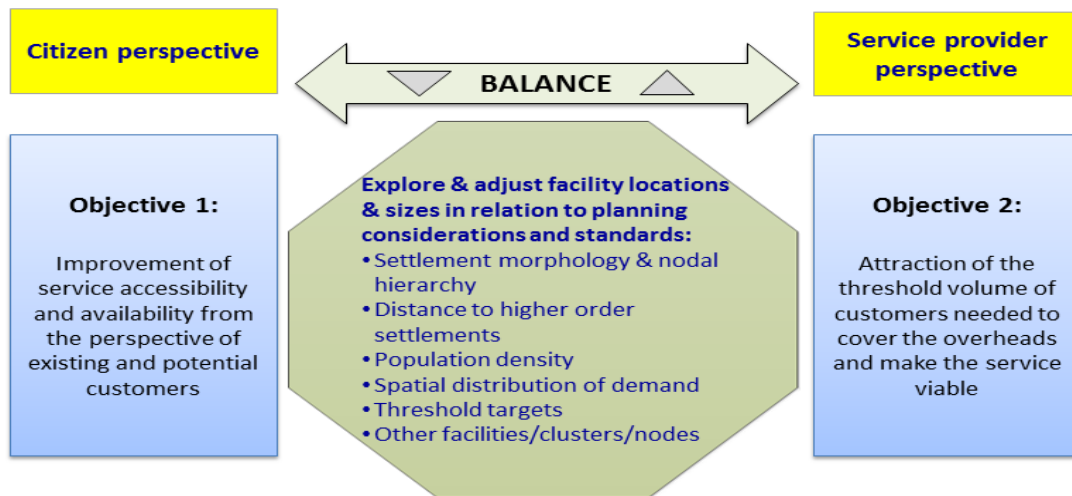 Citizen perspective
BALANCE
Service provider
perspective
Objective 1:
Improvement of
service accessibility
and availability from
the perspective of
existing and potential
customers
Explore & adjust facility locations
& sizes in relation to planning
considerations and standards:
•Settlement morphology & nodal
hierarchy
•Distance to higher order
settlements
•Population density
•Spatial distribution of demand
•Threshold targets
•Other facilities/clusters/nodes
Objective 2:
Attraction of the
threshold volume of
customers needed to
cover the overheads
and make the service
viable